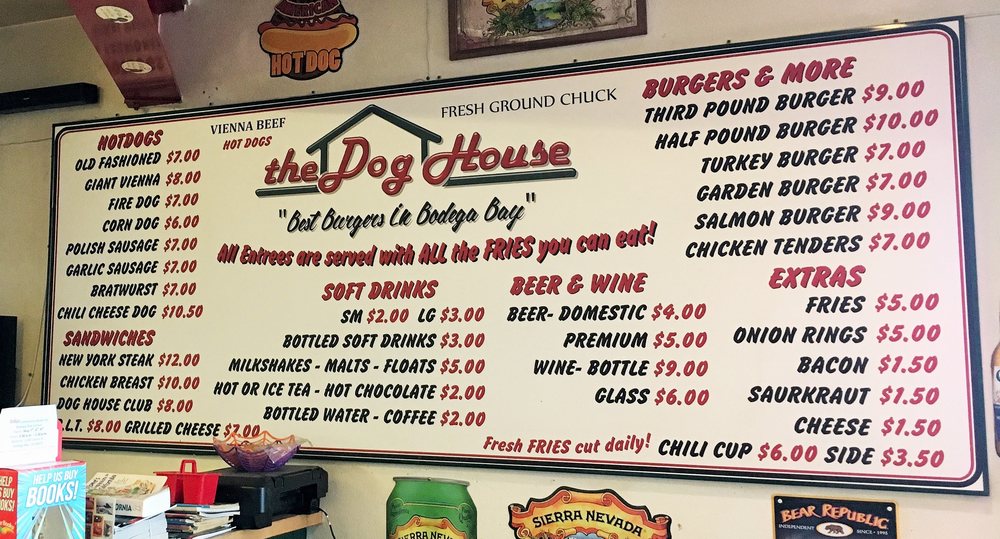 HOT DOG
VIENNA BEEF
HOT DOGS
FRESH GROUND CHUCK
the Dog House
"Best Burgers in Bodega Bay"
All Entrees are served with ALL the FRIES you can eat!
HOTDOGS
OLD FASHIONED $7.00
GIANT VIENNA $8.00
FIRE DOG $7.00
CORN DOG $6.00
POLISH SAUSAGE $7.00
GARLIC SAUSAGE $7.00
BRATWURST $7.00
CHILI CHEESE DOG $10.50
SANDWICHES
NEW YORK STEAK $12.00
CHICKEN BREAST $10.00
DOG HOUSE CLUB $8.00
.L.T. $8.00 GRILLED CHEESE $7.00
SOFT DRINKS
SM $2.00 LG $3.00
BOTTLED SOFT DRINKS $3.00
MILKSHAKES - MALTS - FLOATS $5.00
HOT OR ICE TEA - HOT CHOCOLATE $2.00
BOTTLED WATER - COFFEE $2.00
BEER & WINE
BEER- DOMESTIC $4.00
PREMIUM $5.00
WINE- BOTTLE $9.00
GLASS $6.00
BURGERS & MORE
THIRD POUND BURGER $9.00
HALF POUND BURGER $10.00
TURKEY BURGER $7.00
GARDEN BURGER $7.00
SALMON BURGER $9.00
CHICKEN TENDERS $7.00
EXTRAS
FRIES $5.00
ONION RINGS $5.00
BACON $1.50
SAURKRAUT $1.50
CHEESE $1.50
CHILI CUP $6.00 SIDE $3.50
Fresh FRIES cut daily!
HELP US BUY
BOOKS!
SIERRA NEVADA
BEAR REPUBLIC
INDEPENDENT SINCE - 1995